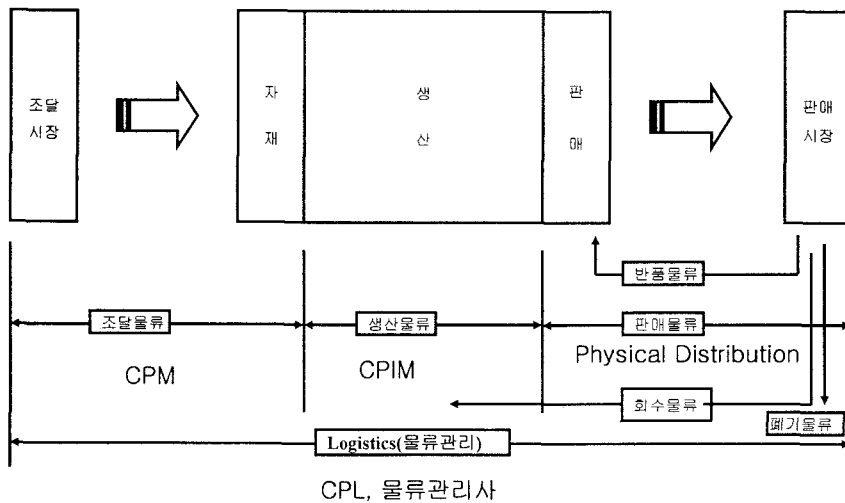 조달
시장
자
재
생
산
판
매
판매
시장
반품물류
조달물류
생산물류
판매물류
CPM
CPIM
Physical Distribution
회수물류
폐기물류
Logistics(물류관리)
CPL, 물류관리사